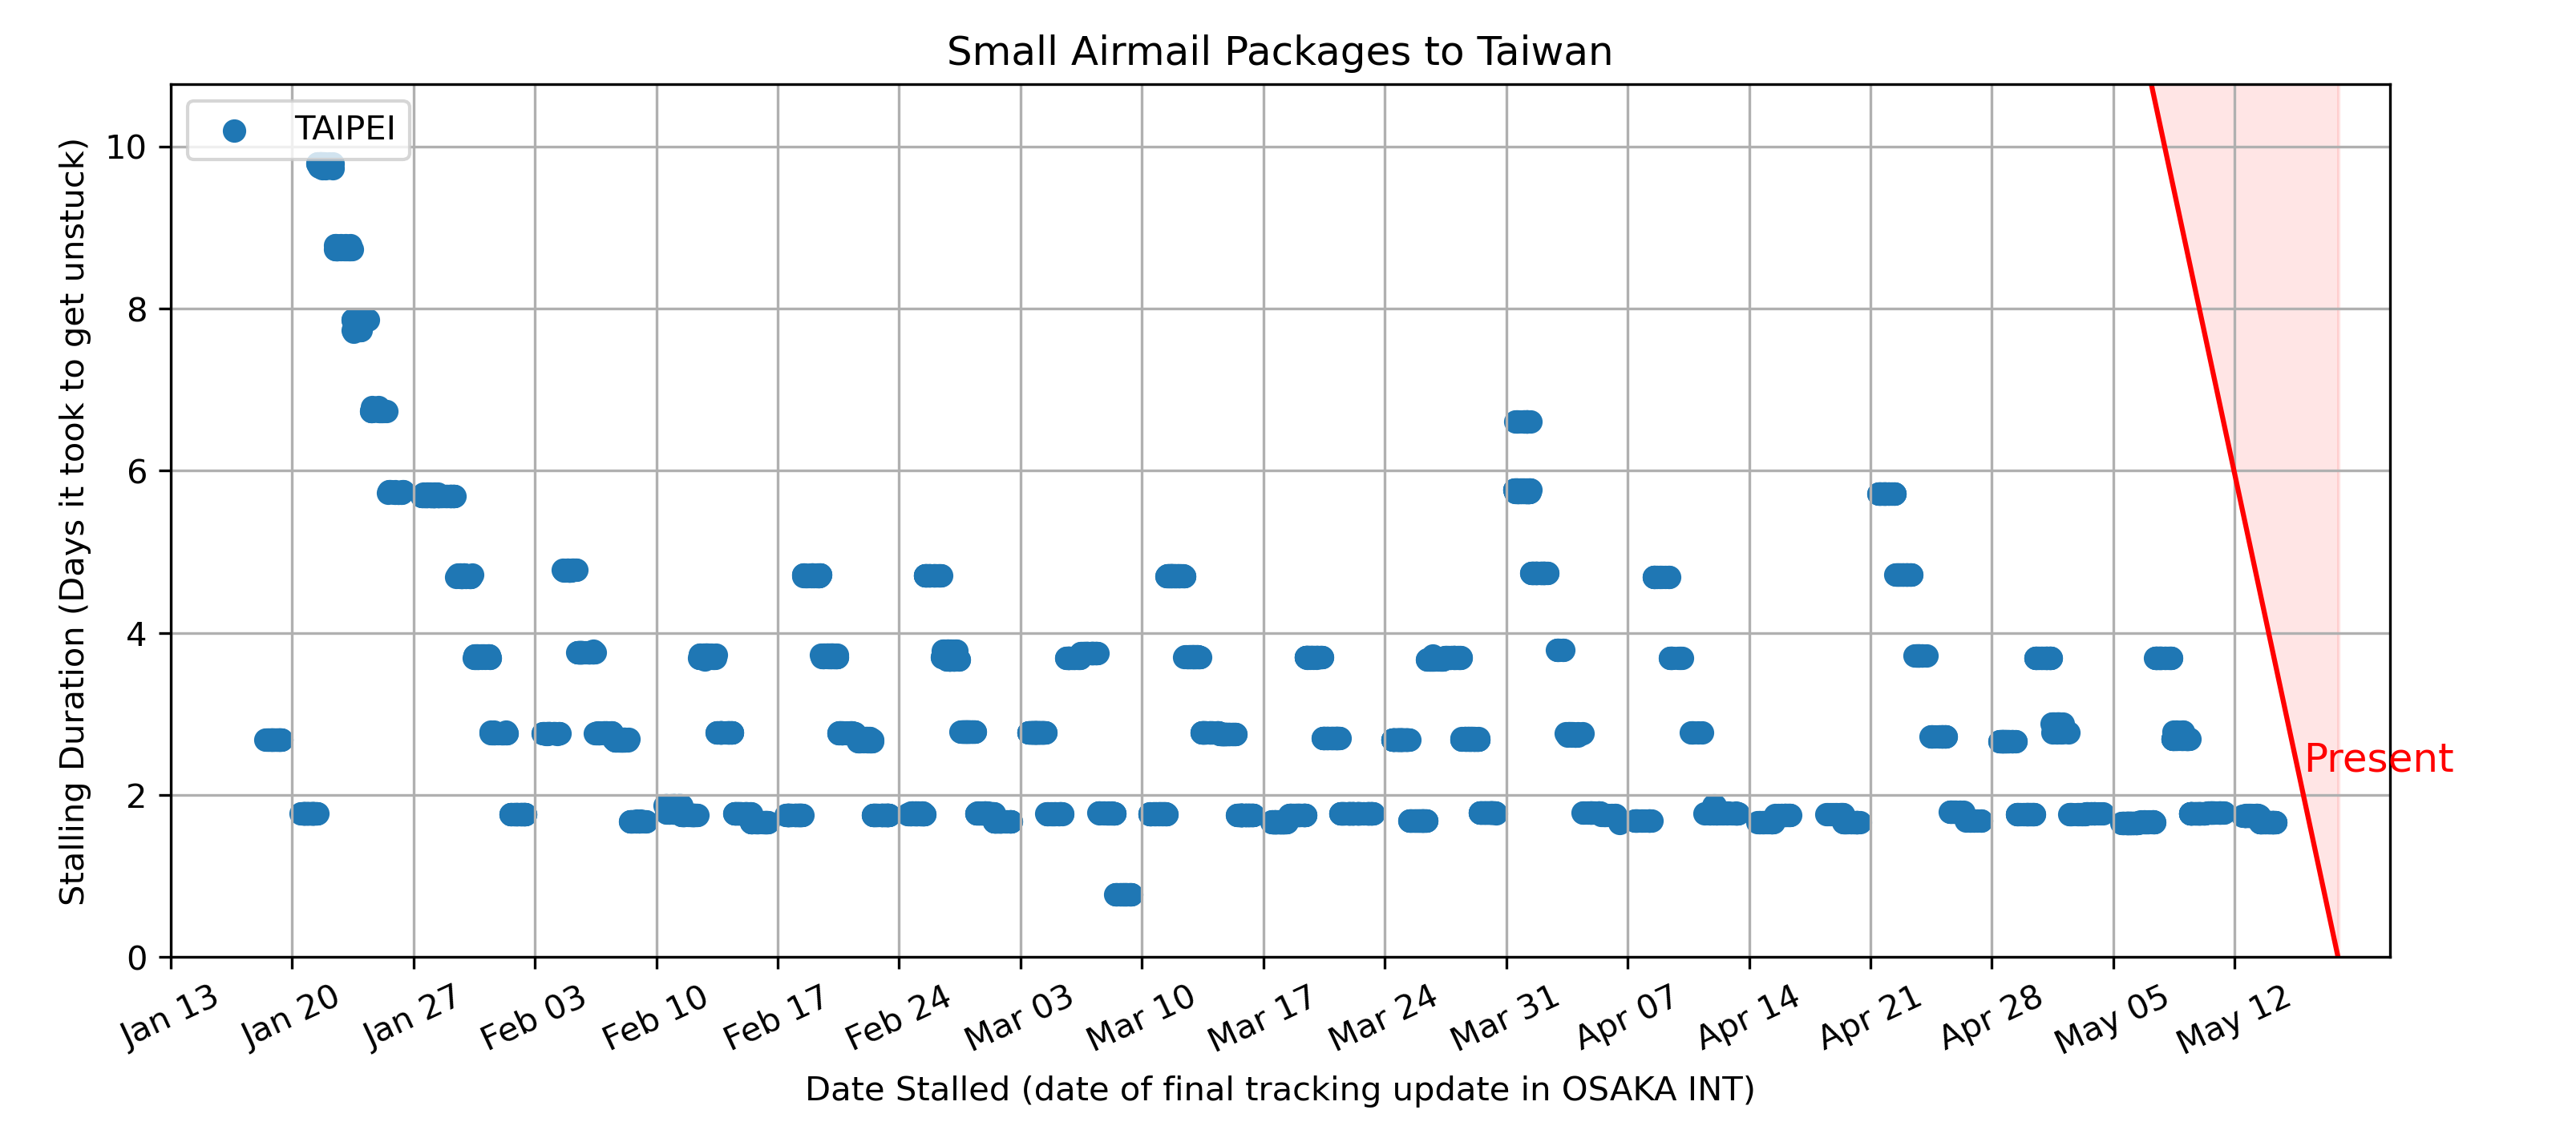 Small Airmail Packages to Taiwan
TAIPEI
Stalling Duration (Days it took to get unstuck)
10
8
6
4
2
0
Present
Jan 13
Jan 20
Jan 27
Feb 03
Feb 10
Feb 17
Feb 24
Mar 03
Mar 10
Mar 17
Mar 24
Mar 31
Apr 07
Apr 14
Apr 21
Apr 28
May 05
May 12
Date Stalled (date of final tracking update in OSAKA INT)